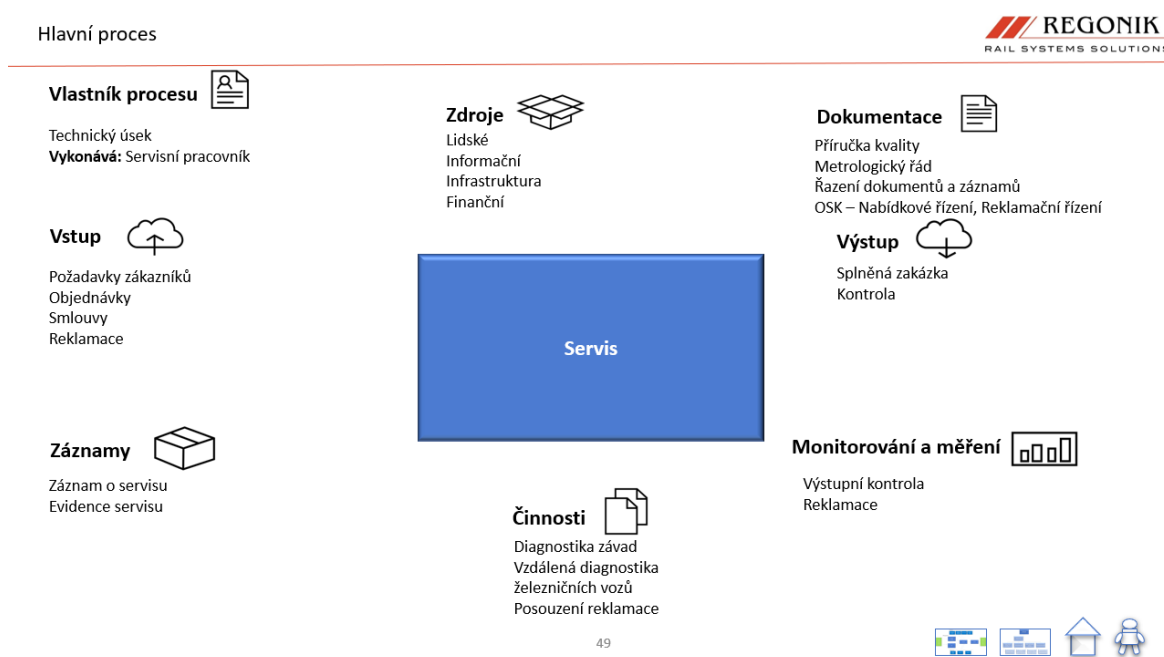 Hlavní proces
REGONIK
RAIL SYSTEMS SOLUTIONS
Vlastník procesu
Technický úsek
Vykonává: Servisní pracovník
Zdroje
Lidské
Informační
Infrastruktura
Finanční
Dokumentace
Příručka kvality
Metrologický řád
Řazení dokumentů a záznamů
OSK – Nabídkové řízení, Reklamační řízení
Vstup
Požadavky zákazníků
Objednávky
Smlouvy
Reklamace
Servis
Výstup
Splněná zakázka
Kontrola
Záznamy
Záznam o servisu
Evidence servisu
Činnosti
Diagnostika závad
Vzdálená diagnostika
železničních vozů
Posouzení reklamace
Monitorování a měření
Výstupní kontrola
Reklamace
49